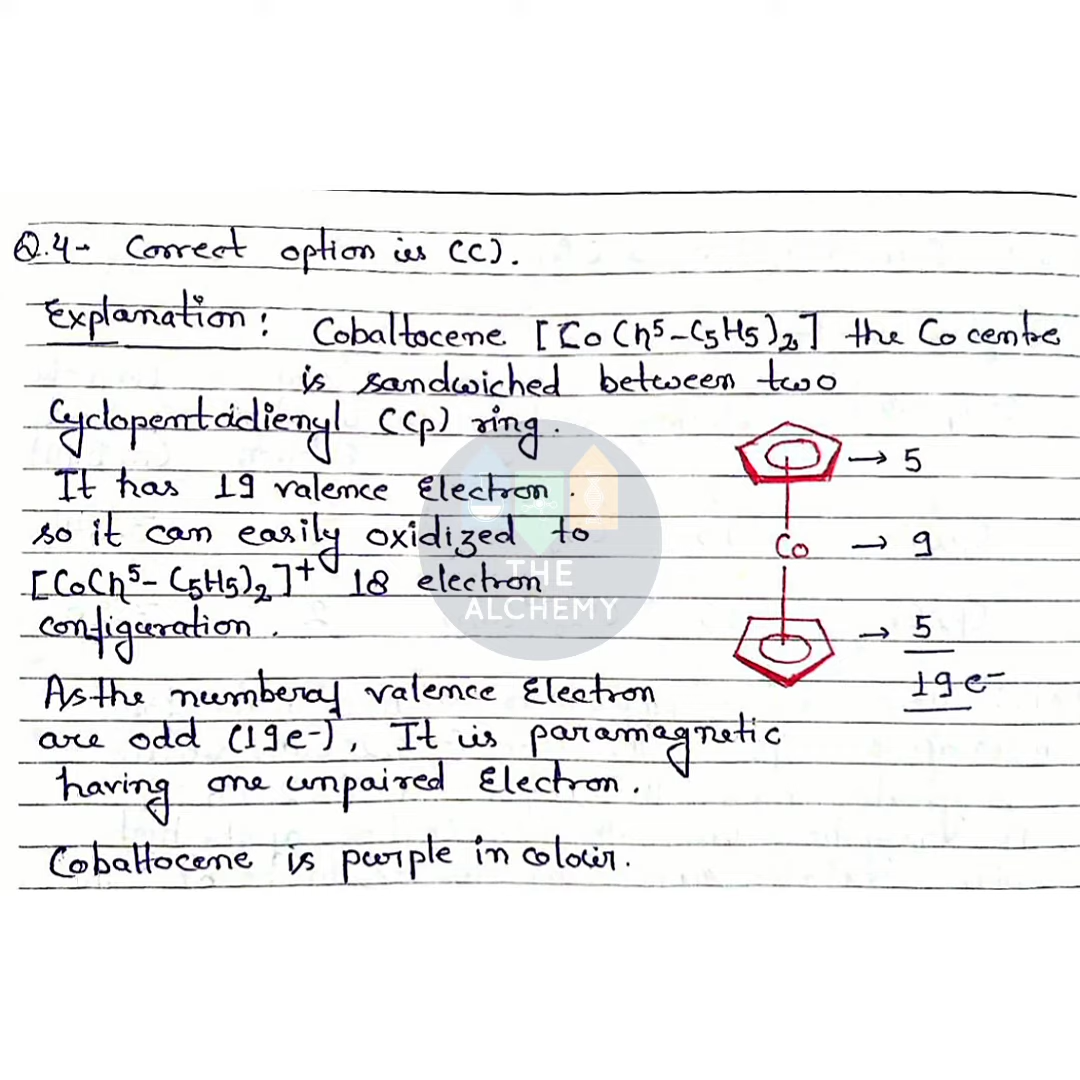 Q.4- Correct option is (C).
Explanation: Cobaltocene [Co(η5-C5H5)2] the Co centre
is sandwiched between two
Cyclopentadienyl (Cp) ring.
→ 5
It has 19 valence Electron.
so it can easily oxidized to
Co → 9
[Co(η5-C5H5)2]+ 18 electron
THE
ALCHEMY
configuration.
→ 5
19e-
As the number of valence Electron
are odd (19e-), It is paramagnetic
having one unpaired Electron.
Cobaltocene is purple in colour.